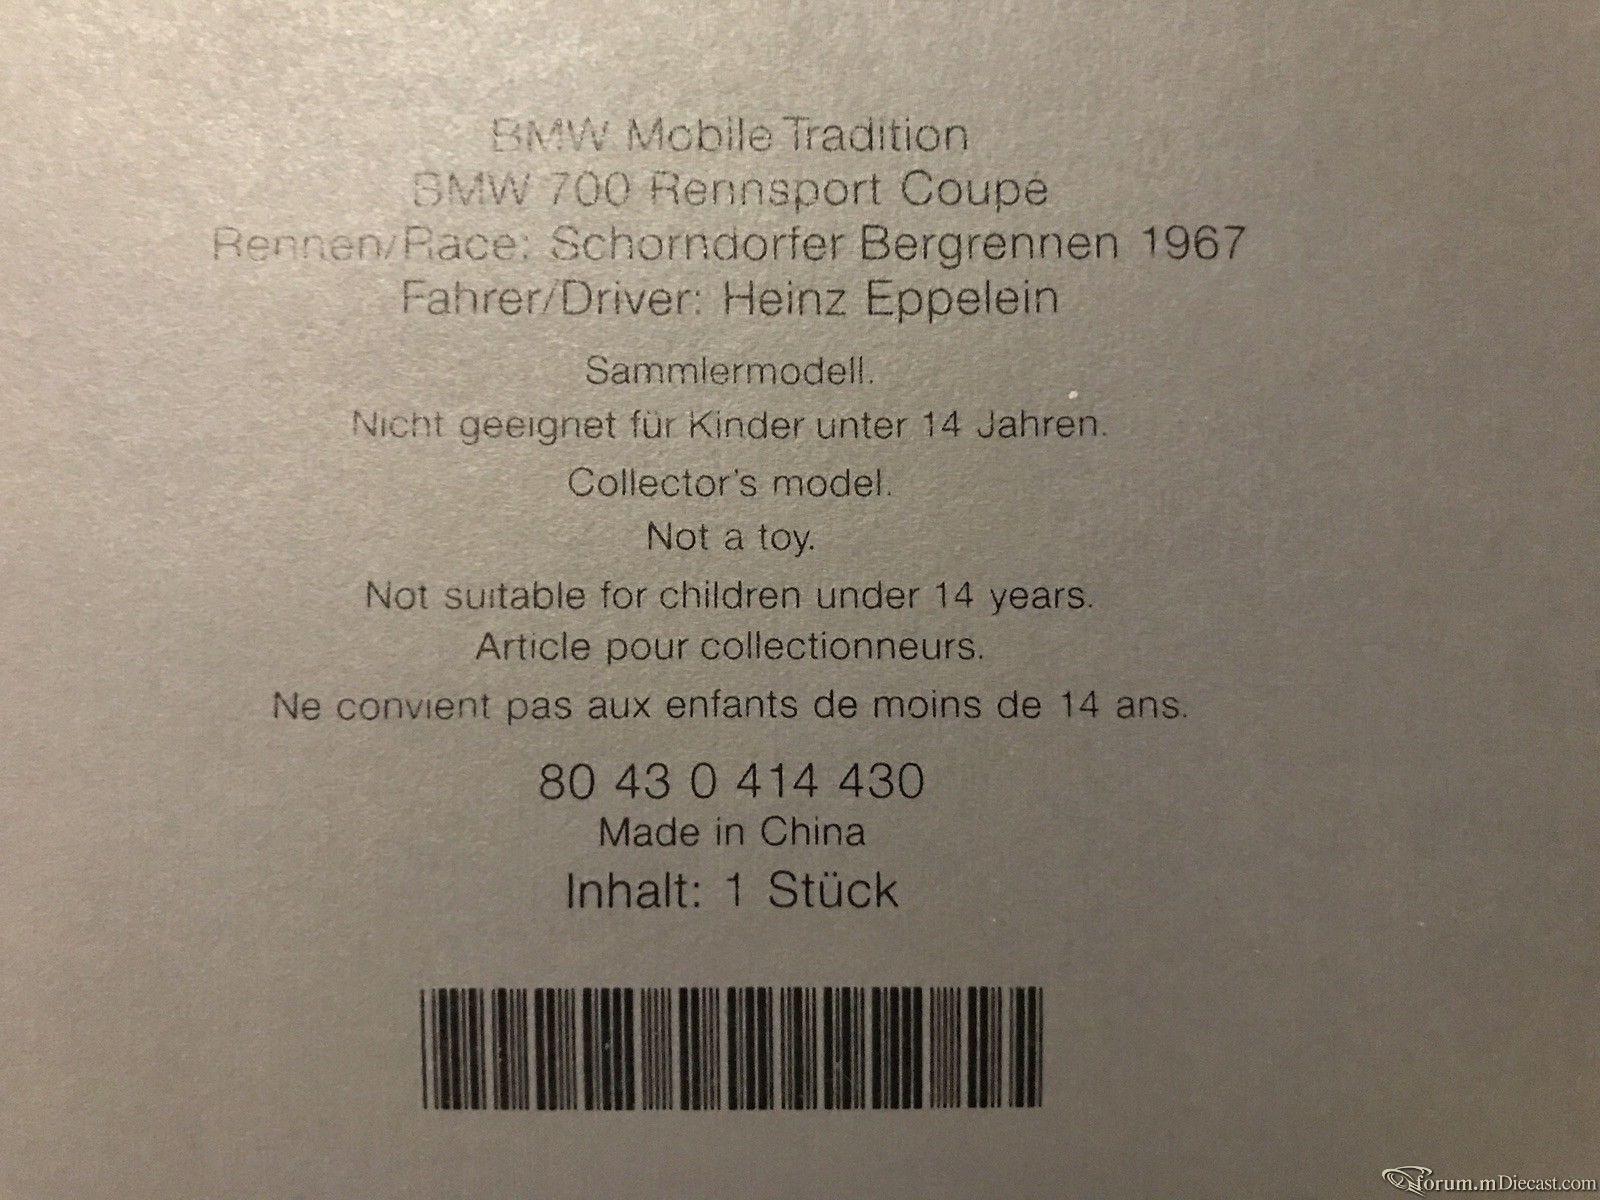 BMW Mobile Tradition
BMW 700 Rennsport Coupé
Rennen/Race: Schorndorfer Bergrennen 1967
Fahrer/Driver: Heinz Eppelein
Sammlermodell.
Nicht geeignet für Kinder unter 14 Jahren.
Collector's model.
Not a toy.
Not suitable for children under 14 years.
Article pour collectionneurs.
Ne convient pas aux enfants de moins de 14 ans.
80 43 0 414 430
Made in China
Inhalt: 1 Stück
forum.mDiecast.com